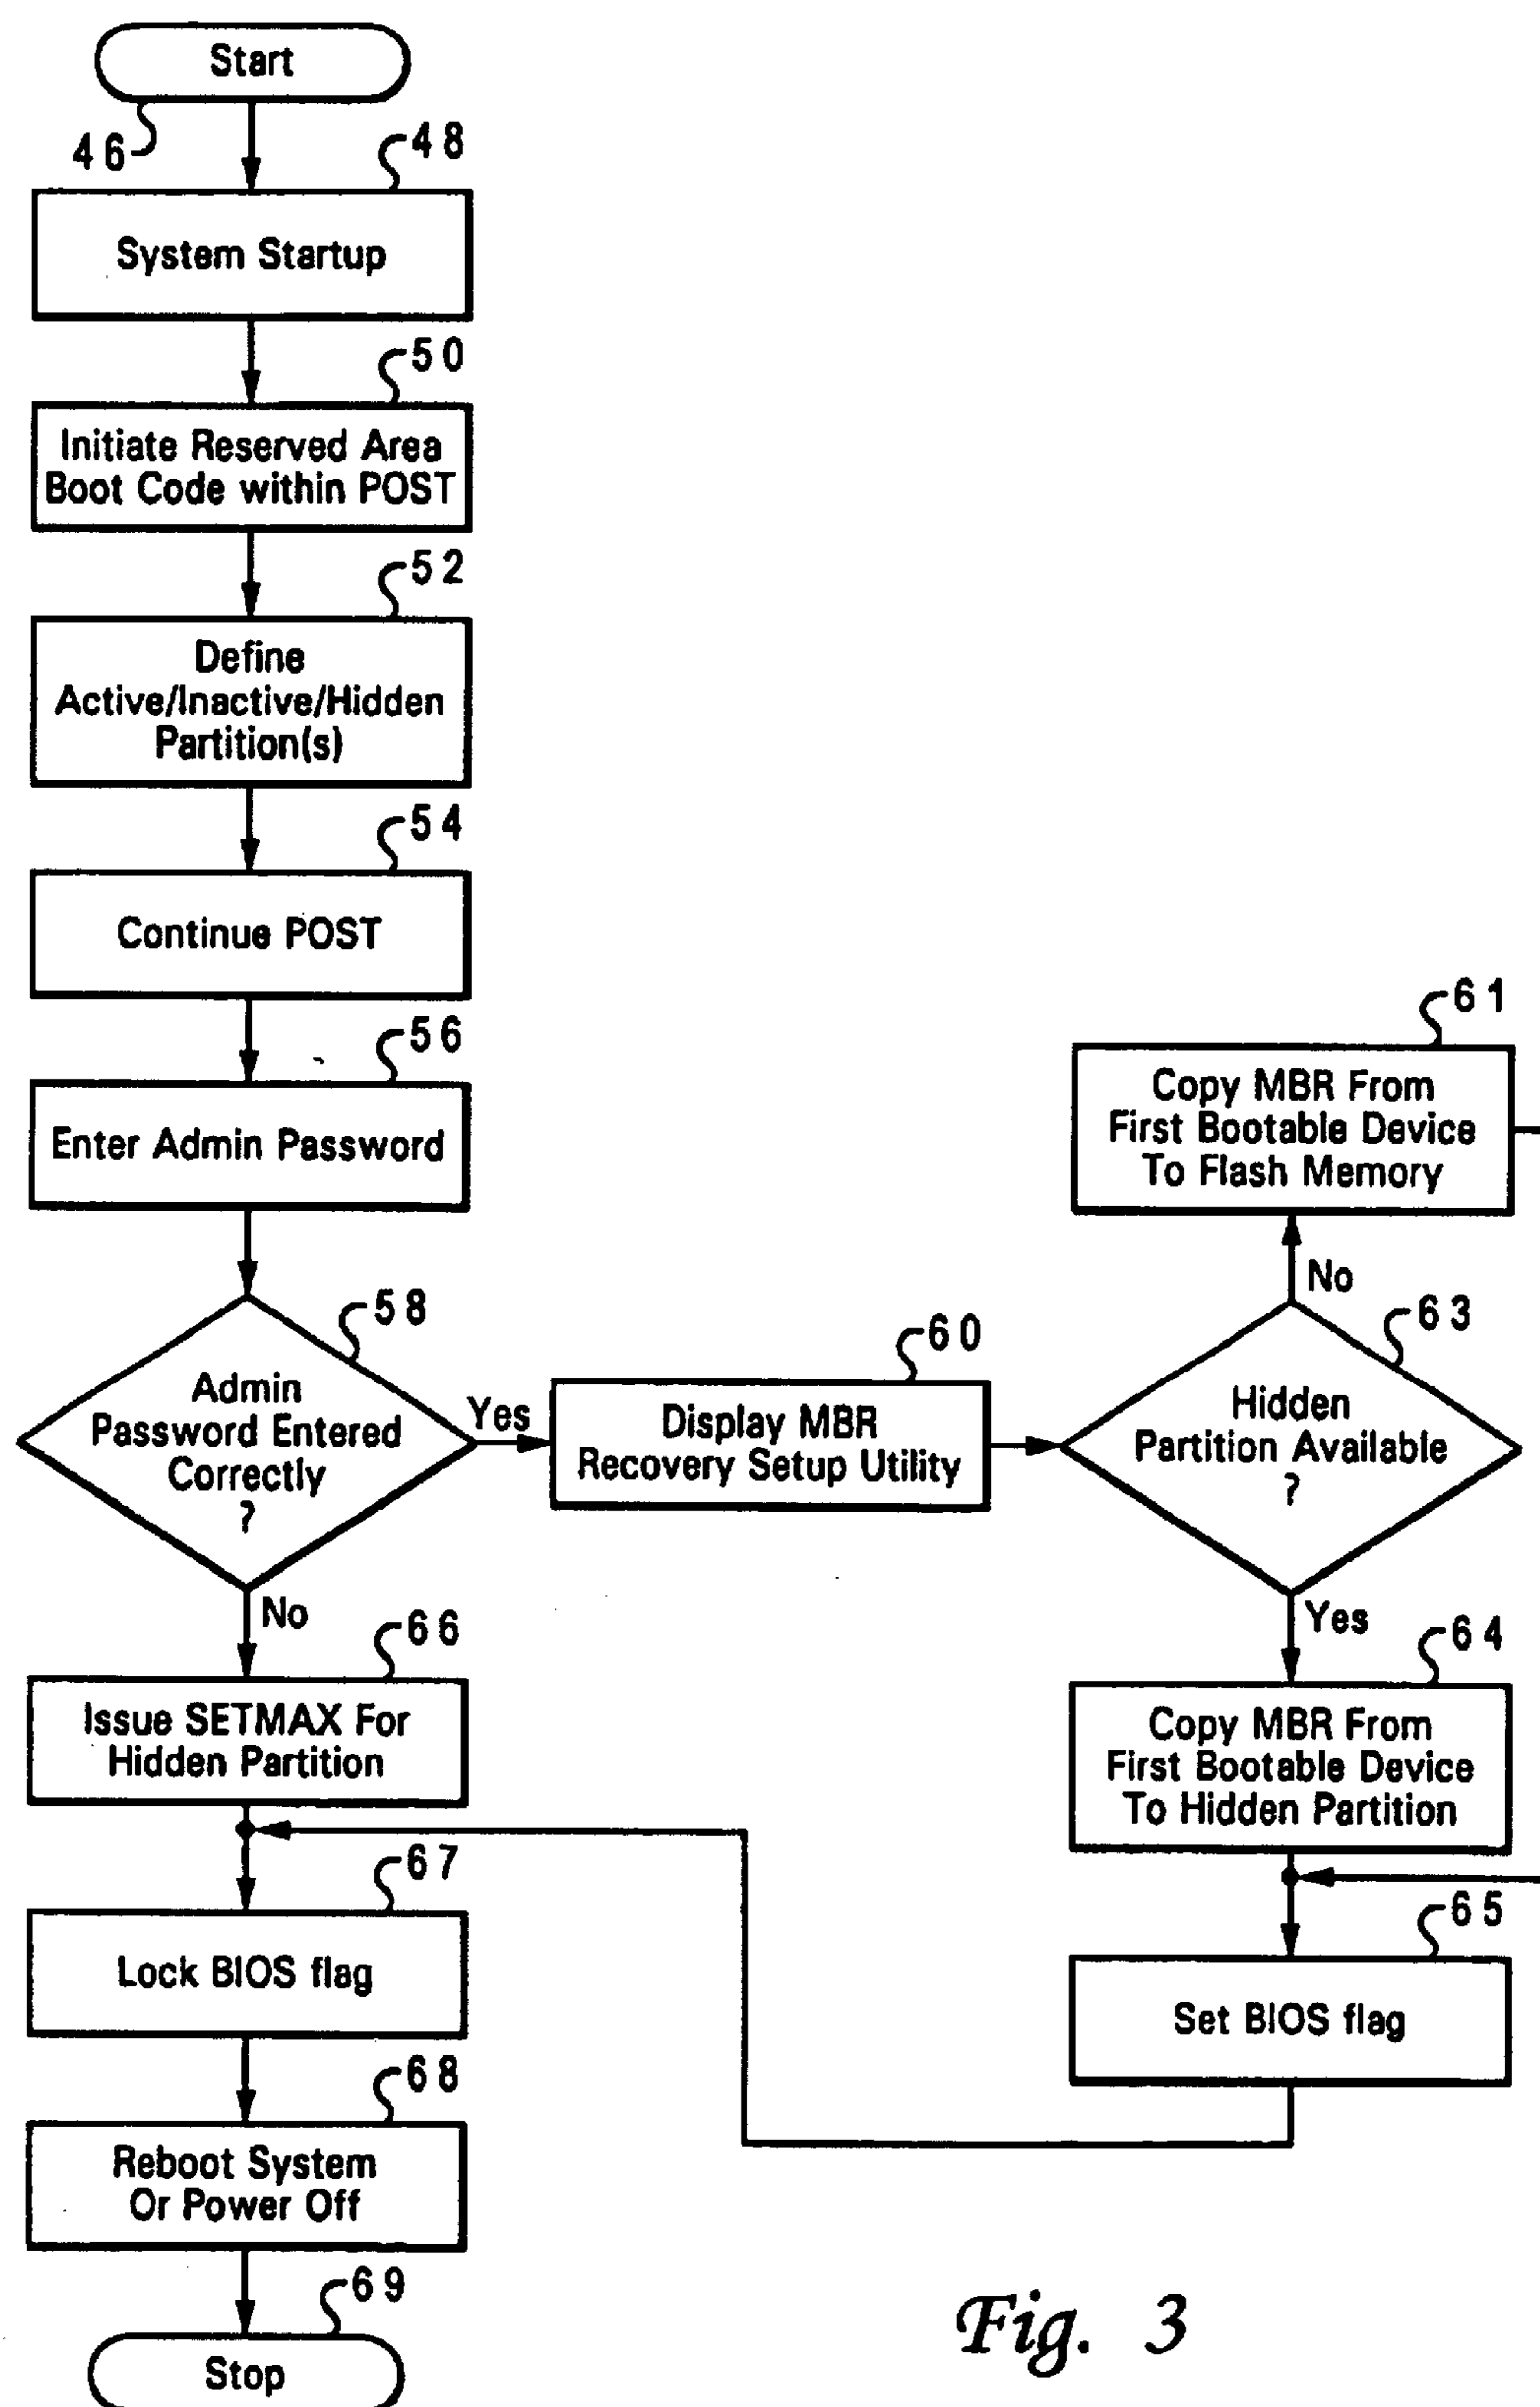 Start
46
48
System Startup
50
Initiate Reserved Area
Boot Code within POST
52
Define
Active/Inactive/Hidden
Partition(s)
54
Continue POST
56
Enter Admin Password
58
Admin
Password Entered
Correctly
?
Yes
No
60
Display MBR
Recovery Setup Utility
61
Copy MBR From
First Bootable Device
To Flash Memory
No
63
Hidden
Partition Available
?
Yes
64
Copy MBR From
First Bootable Device
To Hidden Partition
65
Set BIOS flag
66
Issue SETMAX For
Hidden Partition
67
Lock BIOS flag
68
Reboot System
Or Power Off
69
Stop
Fig. 3